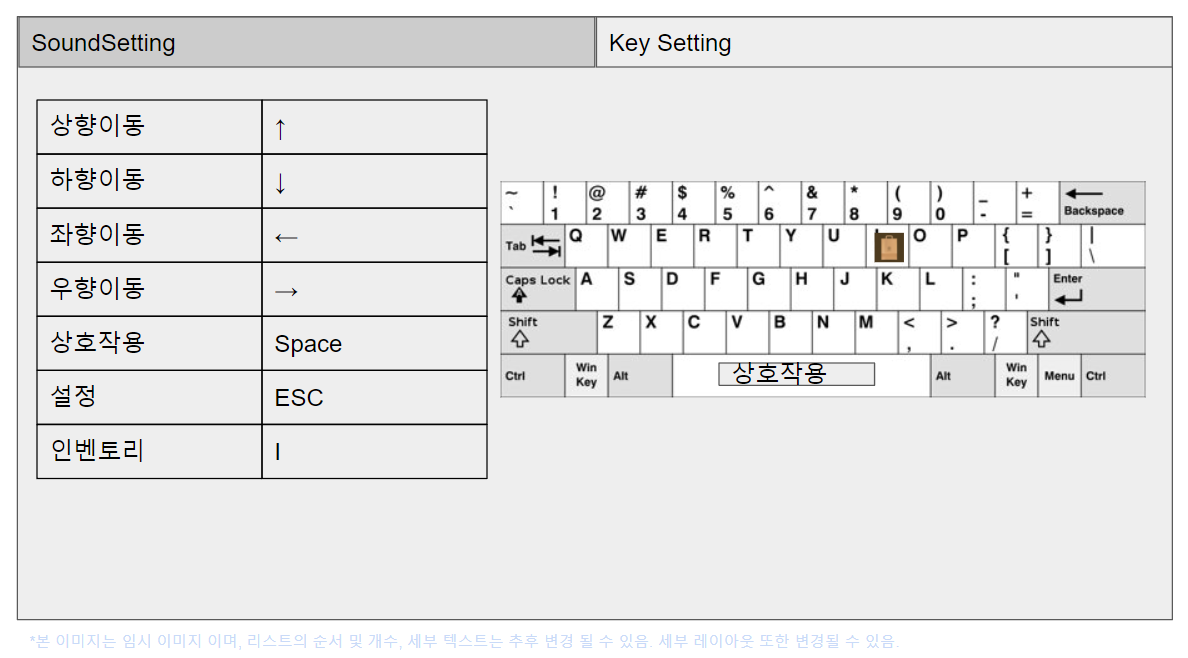 SoundSetting Key Setting
상향이동 ↑
하향이동 ↓
좌향이동 ←
우향이동 →
상호작용 Space
설정 ESC
인벤토리 I
~ ! @ # $ % ^ & * ( ) _ +
` 1 2 3 4 5 6 7 8 9 0 - = Backspace
Tab Q W E R T Y U O P { } |
[ ] \
Caps Lock A S D F G H J K L : " Enter
; '
Shift Z X C V B N M < > ? Shift
, . /
Ctrl Win Key Alt 상호작용 Alt Win Key Menu Ctrl
*본 이미지는 임시 이미지 이며, 리스트의 순서 및 개수, 세부 텍스트는 추후 변경 될 수 있음. 세부 레이아웃 또한 변경될 수 있음.